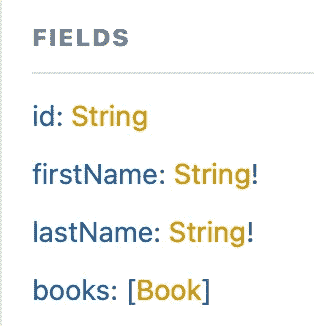 FIELDS
id: String
firstName: String!
lastName: String!
books: [Book]